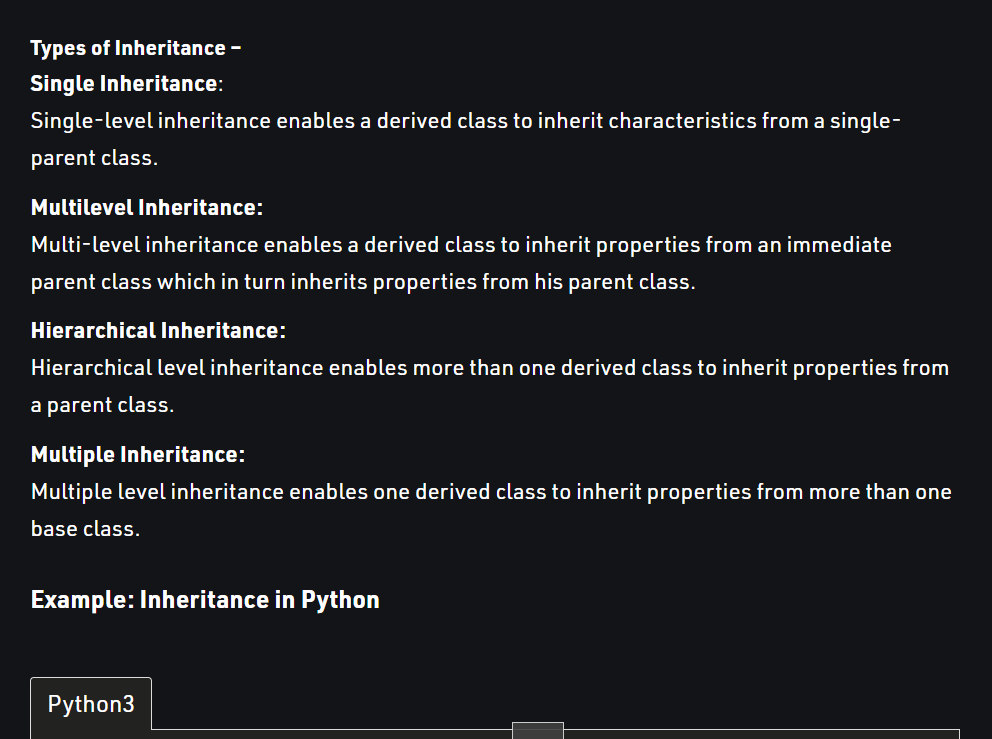 Types of Inheritance –
Single Inheritance:
Single-level inheritance enables a derived class to inherit characteristics from a single-
parent class.
Multilevel Inheritance:
Multi-level inheritance enables a derived class to inherit properties from an immediate
parent class which in turn inherits properties from his parent class.
Hierarchical Inheritance:
Hierarchical level inheritance enables more than one derived class to inherit properties from
a parent class.
Multiple Inheritance:
Multiple level inheritance enables one derived class to inherit properties from more than one
base class.
Example: Inheritance in Python
Python3